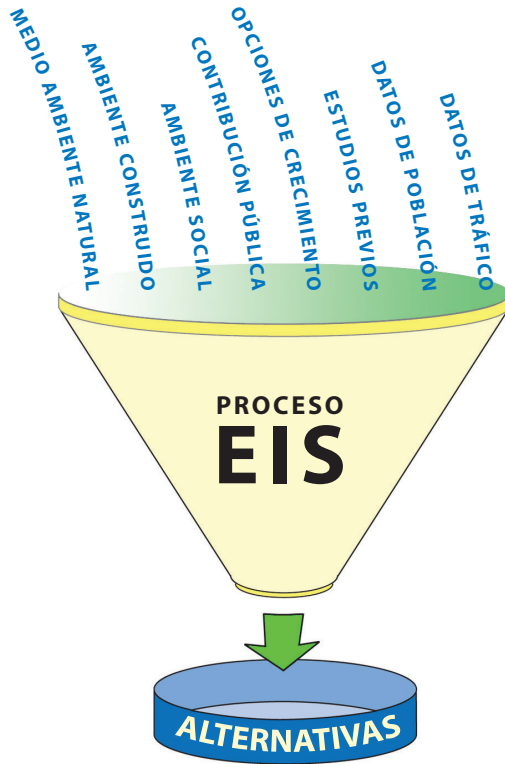 MEDIO AMBIENTE NATURAL
AMBIENTE CONSTRUIDO
AMBIENTE SOCIAL
CONTRIBUCIÓN PÚBLICA
OPCIONES DE CRECIMIENTO
ESTUDIOS PREVIOS
DATOS DE POBLACIÓN
DATOS DE TRÁFICO
PROCESO
EIS
ALTERNATIVAS